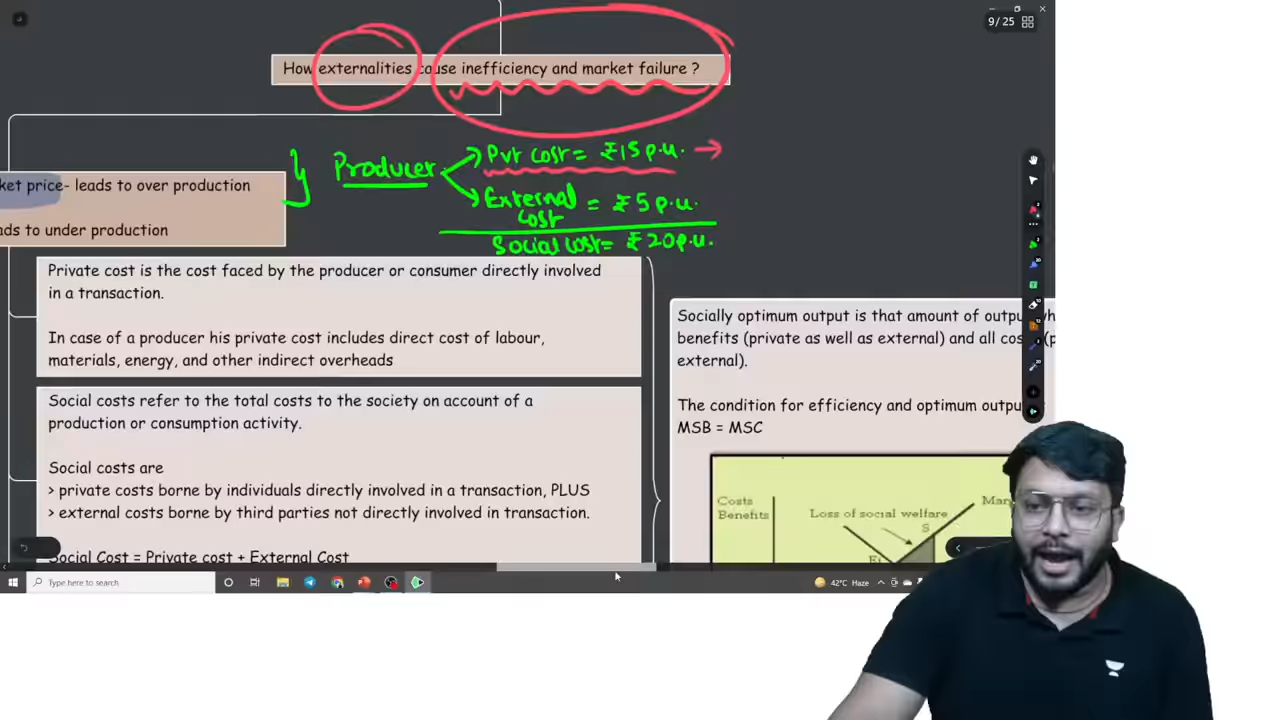 9/25
How externalities cause inefficiency and market failure ?
Producer
Pvt cost = ₹15 p.u.
External cost = ₹5 p.u.
Social cost = ₹20 p.u.
price- leads to over production
to under production
Private cost is the cost faced by the producer or consumer directly involved
in a transaction.
In case of a producer his private cost includes direct cost of labour,
materials, energy, and other indirect overheads
Social costs refer to the total costs to the society on account of a
production or consumption activity.
Social costs are
> private costs borne by individuals directly involved in a transaction, PLUS
> external costs borne by third parties not directly involved in transaction.
Social Cost = Private cost + External Cost
Socially optimum output is that amount of
benefits (private as well as external) and all
external).
The condition for efficiency and optimum
MSB = MSC
Costs
Benefits
Loss of social welfare
S
Type here to search
42°C Haze